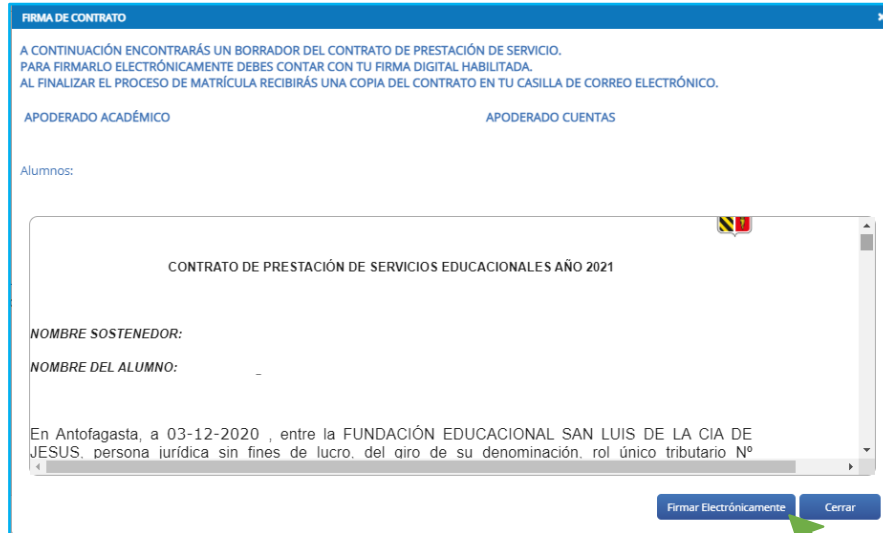 FIRMA DE CONTRATO
A CONTINUACIÓN ENCONTRARÁS UN BORRADOR DEL CONTRATO DE PRESTACIÓN DE SERVICIO.
PARA FIRMARLO ELECTRÓNICAMENTE DEBES CONTAR CON TU FIRMA DIGITAL HABILITADA.
AL FINALIZAR EL PROCESO DE MATRÍCULA RECIBIRÁS UNA COPIA DEL CONTRATO EN TU CASILLA DE CORREO ELECTRÓNICO.
APODERADO ACADÉMICO APODERADO CUENTAS
Alumnos:
CONTRATO DE PRESTACIÓN DE SERVICIOS EDUCACIONALES AÑO 2021
NOMBRE SOSTENEDOR:
NOMBRE DEL ALUMNO:
En Antofagasta, a 03-12-2020 , entre la FUNDACIÓN EDUCACIONAL SAN LUIS DE LA CIA DE
JESUS, persona jurídica sin fines de lucro, del giro de su denominación, rol único tributario Nº
Firmar Electrónicamente Cerrar